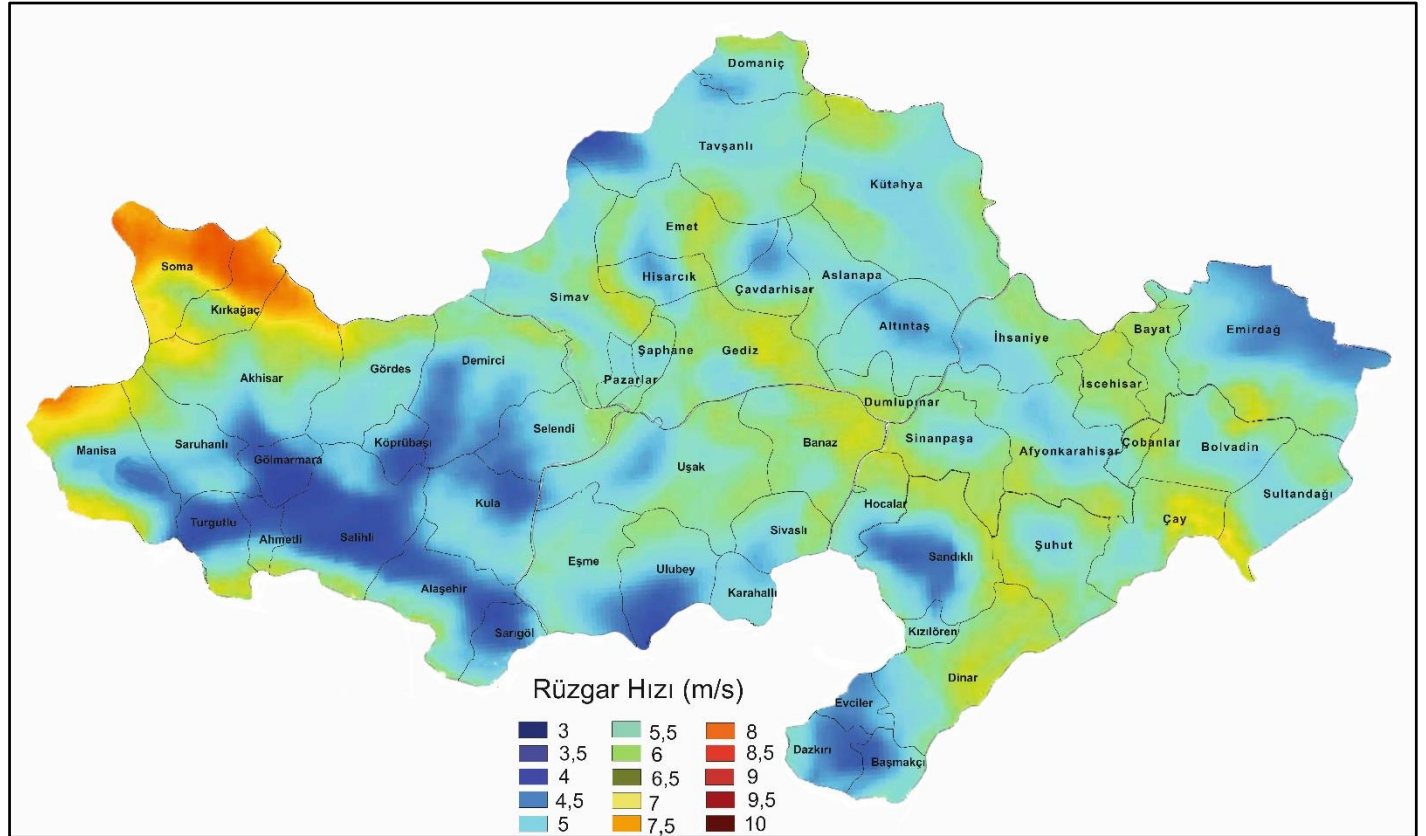 Domaniç
Tavşanlı
Kütahya
Emet
Soma
Hisarcık
Aslanapa
Çavdarhisar
Simav
Kırkağaç
Altıntaş
Emirdağ
Bayat
İhsaniye
Şaphane
Gediz
Demirci
Gördes
Akhisar
Pazarlar
İscehisar
Dumlupınar
Selendi
Sinanpaşa
Banaz
Köprübaşı
Saruhanlı
Manisa
Gölmarmara
Afyonkarahisar
Çobanlar
Bolvadin
Uşak
Sultandağı
Kula
Hocalar
Çay
Turgutlu
Sivaslı
Ahmetli
Salihli
Şuhut
Sandıklı
Eşme
Ulubey
Alaşehir
Karahallı
Sarıgöl
Kızılören
Dinar
Rüzgar Hızı (m/s)
Evciler
Dazkırı
Başmakçı
3 5,5 8
3,5 6 8,5
4 6,5 9
4,5 7 9,5
5 7,5 10